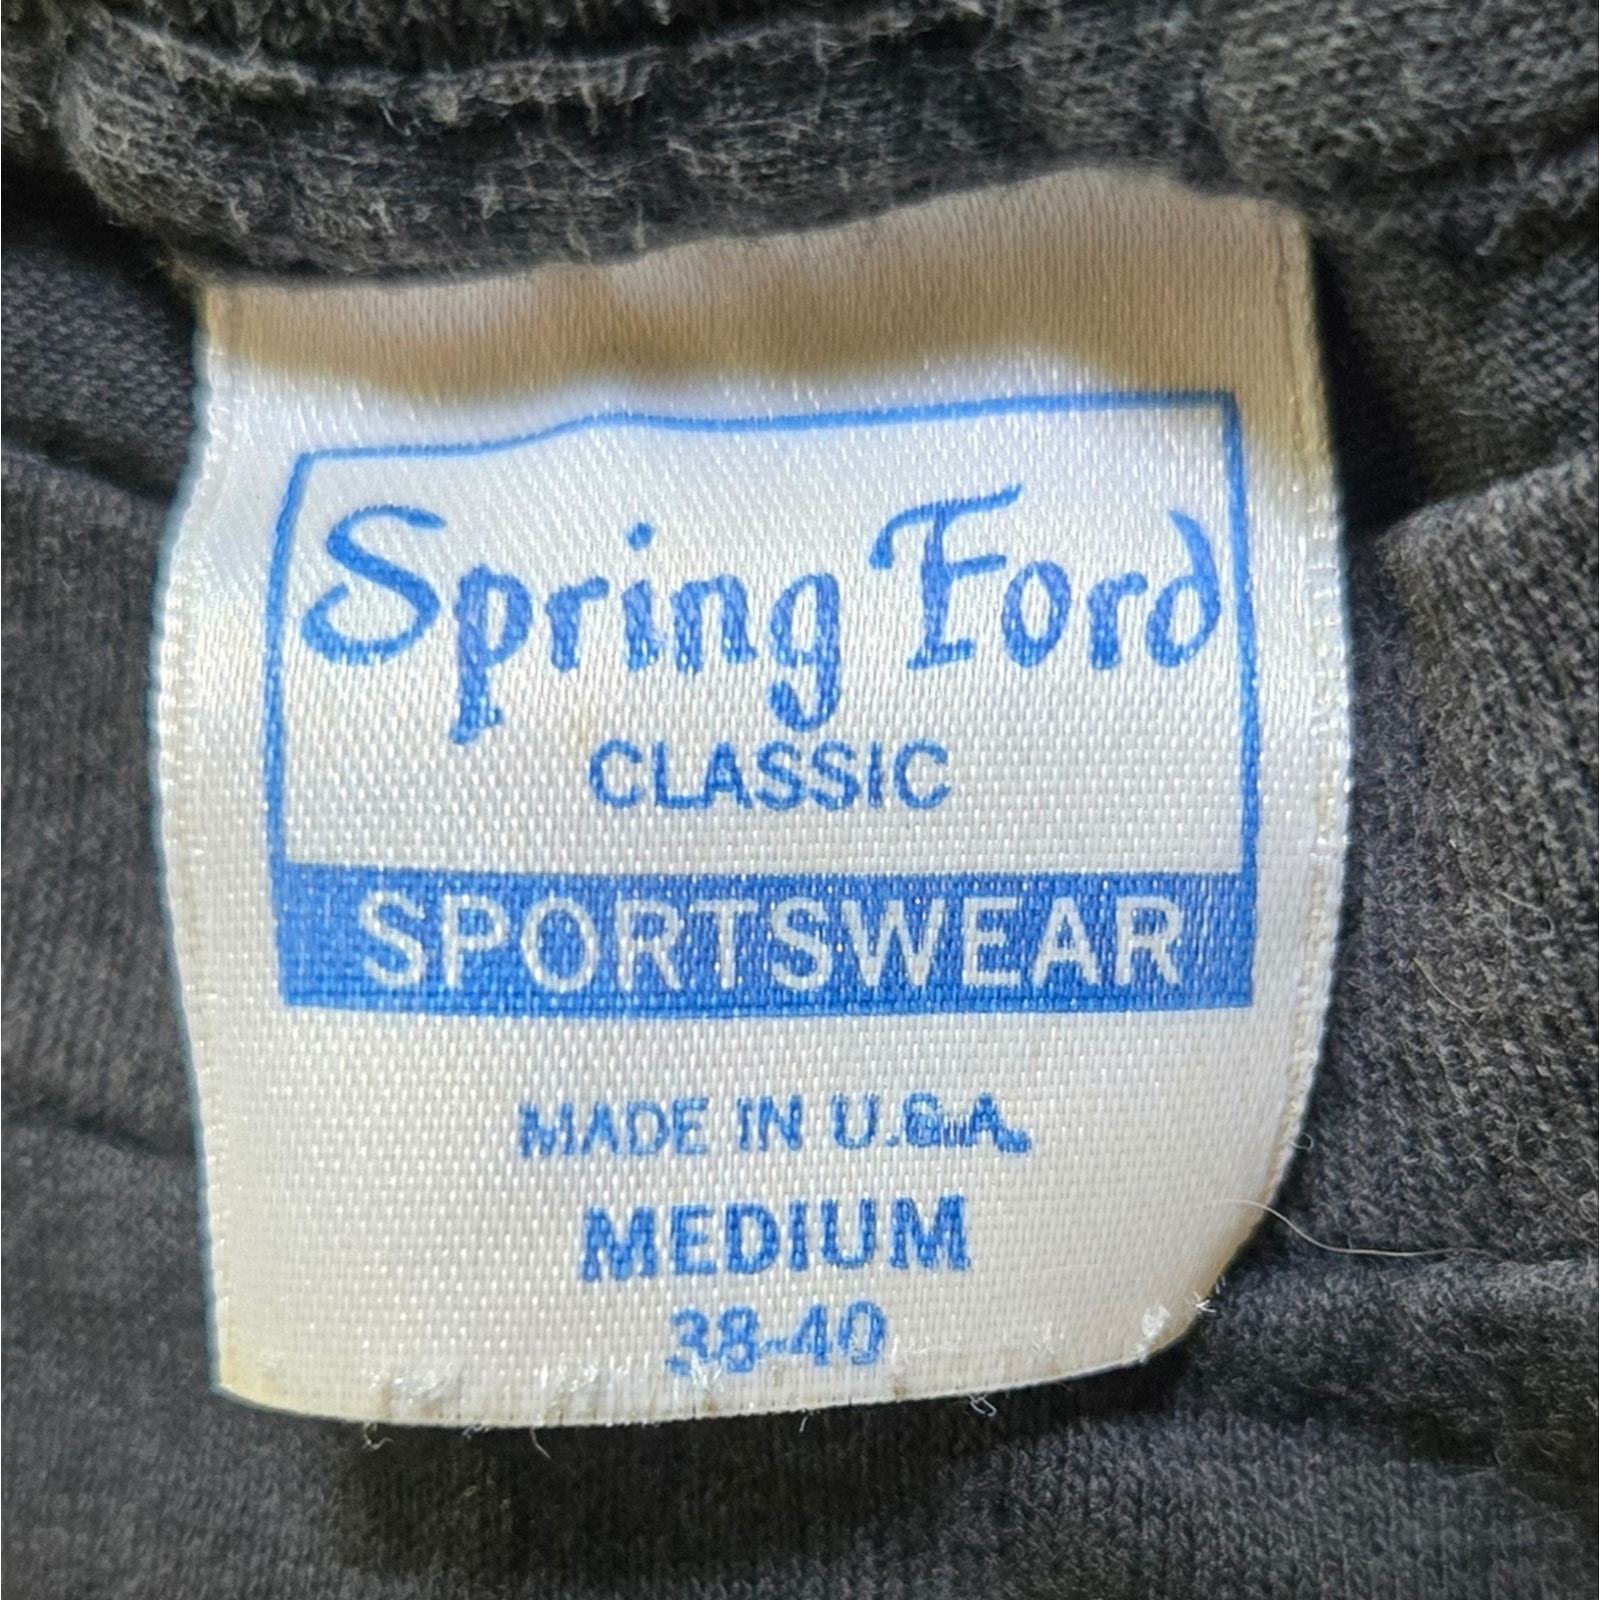 Spring Ford
CLASSIC
SPORTSWEAR
MADE IN U.S.A.
MEDIUM
38-40